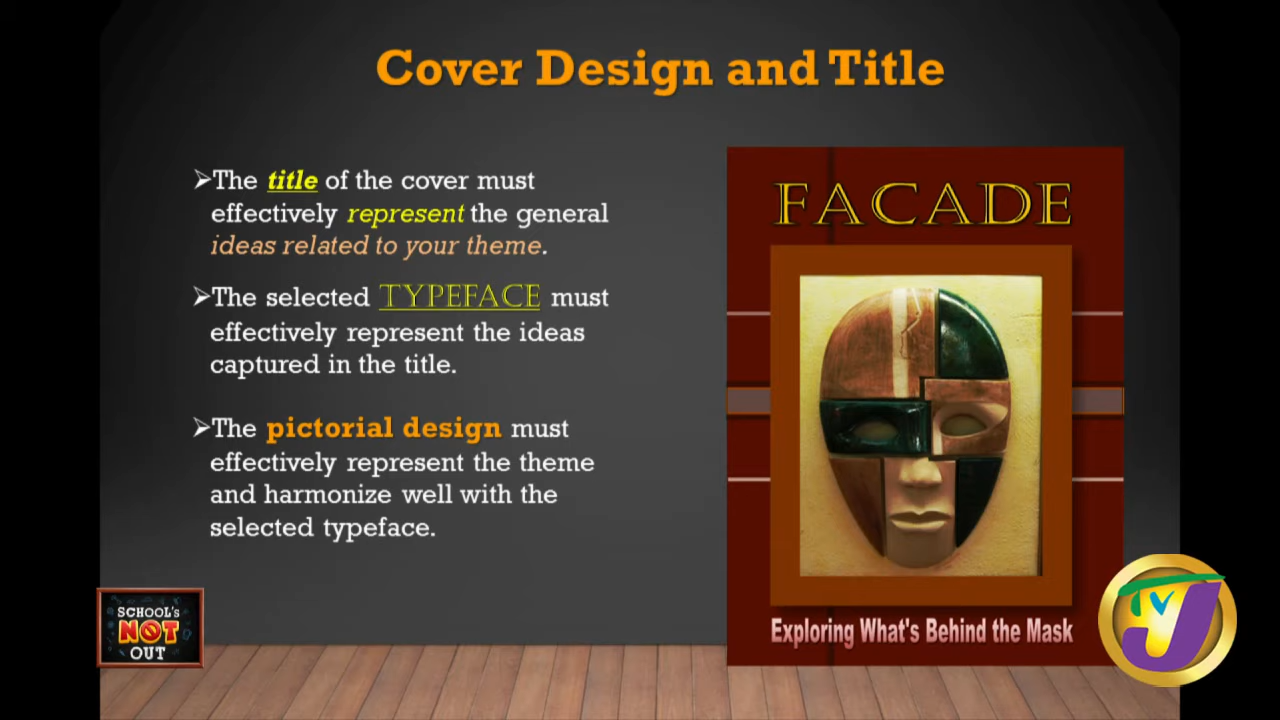 Cover Design and Title
➢The title of the cover must
effectively represent the general
ideas related to your theme.
➢The selected TYPEFACE must
effectively represent the ideas
captured in the title.
➢The pictorial design must
effectively represent the theme
and harmonize well with the
selected typeface.
FACADE
Exploring What's Behind the Mask
SCHOOL's
NOT
OUT
TVJ